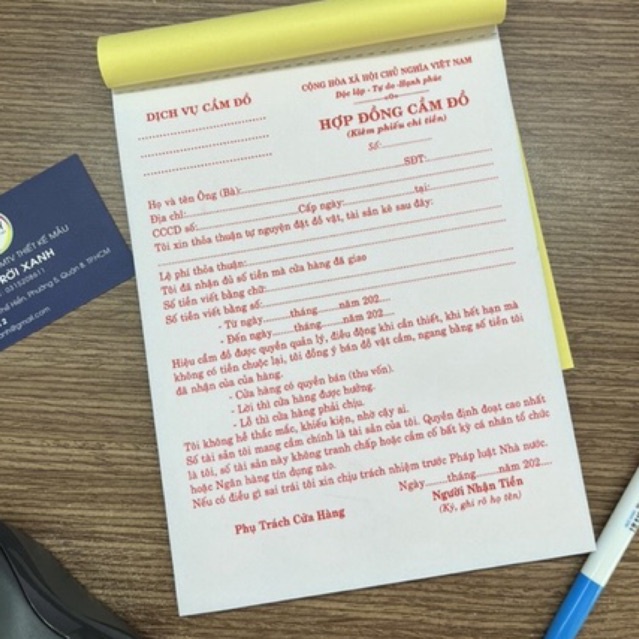 DỊCH VỤ CẦM ĐỒ
CỘNG HÒA XÃ HỘI CHỦ NGHĨA VIỆT NAM
Độc lập - Tự do - Hạnh phúc
HỢP ĐỒNG CẦM ĐỒ
(Kiêm phiếu chi tiền)
Số:
Họ và tên Ông (Bà): SĐT:
Địa chỉ:
CCCD số: Cấp ngày: tại:
Tôi xin thỏa thuận tự nguyện đặt đồ vật, tài sản kê sau đây:
Lệ phí thỏa thuận:
Tôi đã nhận đủ số tiền mà cửa hàng đã giao
Số tiền viết bằng chữ:
Số tiền viết bằng số:
- Từ ngày........tháng........năm 202....
- Đến ngày........tháng........năm 202....
Hiệu cầm đồ được quyền quản lý, điều động khi cần thiết, khi hết hạn mà
không có tiền chuộc lại, tôi đồng ý bán đồ vật cầm, ngang bằng số tiền tôi
đã nhận của của hàng.
- Cửa hàng có quyền bán (thu vốn).
- Lời thì cửa hàng được hưởng.
- Lỗ thì cửa hàng phải chịu.
Tôi không hề thắc mắc, khiếu kiện, nhờ cậy ai.
Số tài sản tôi mang cầm chính là tài sản của tôi. Quyền định đoạt cao nhất
là tôi, số tài sản này không tranh chấp hoặc cầm cố bất kỳ cá nhân tổ chức
hoặc Ngân hàng tín dụng nào.
Nếu có điều gì sai trái tôi xin chịu trách nhiệm trước Pháp luật Nhà nước.
Ngày........tháng........năm 202....
Phụ Trách Cửa Hàng
Người Nhận Tiền
(Ký, ghi rõ họ tên)
MTV THIẾT KẾ MẪU
RỜI XANH
Phường 5, Quận 8, TPHCM
@gmail.com